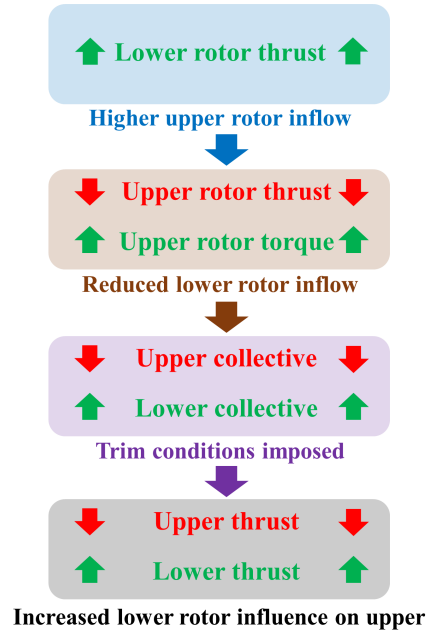 Lower rotor thrust
Higher upper rotor inflow
Upper rotor thrust
Upper rotor torque
Reduced lower rotor inflow
Upper collective
Lower collective
Trim conditions imposed
Upper thrust
Lower thrust
Increased lower rotor influence on upper